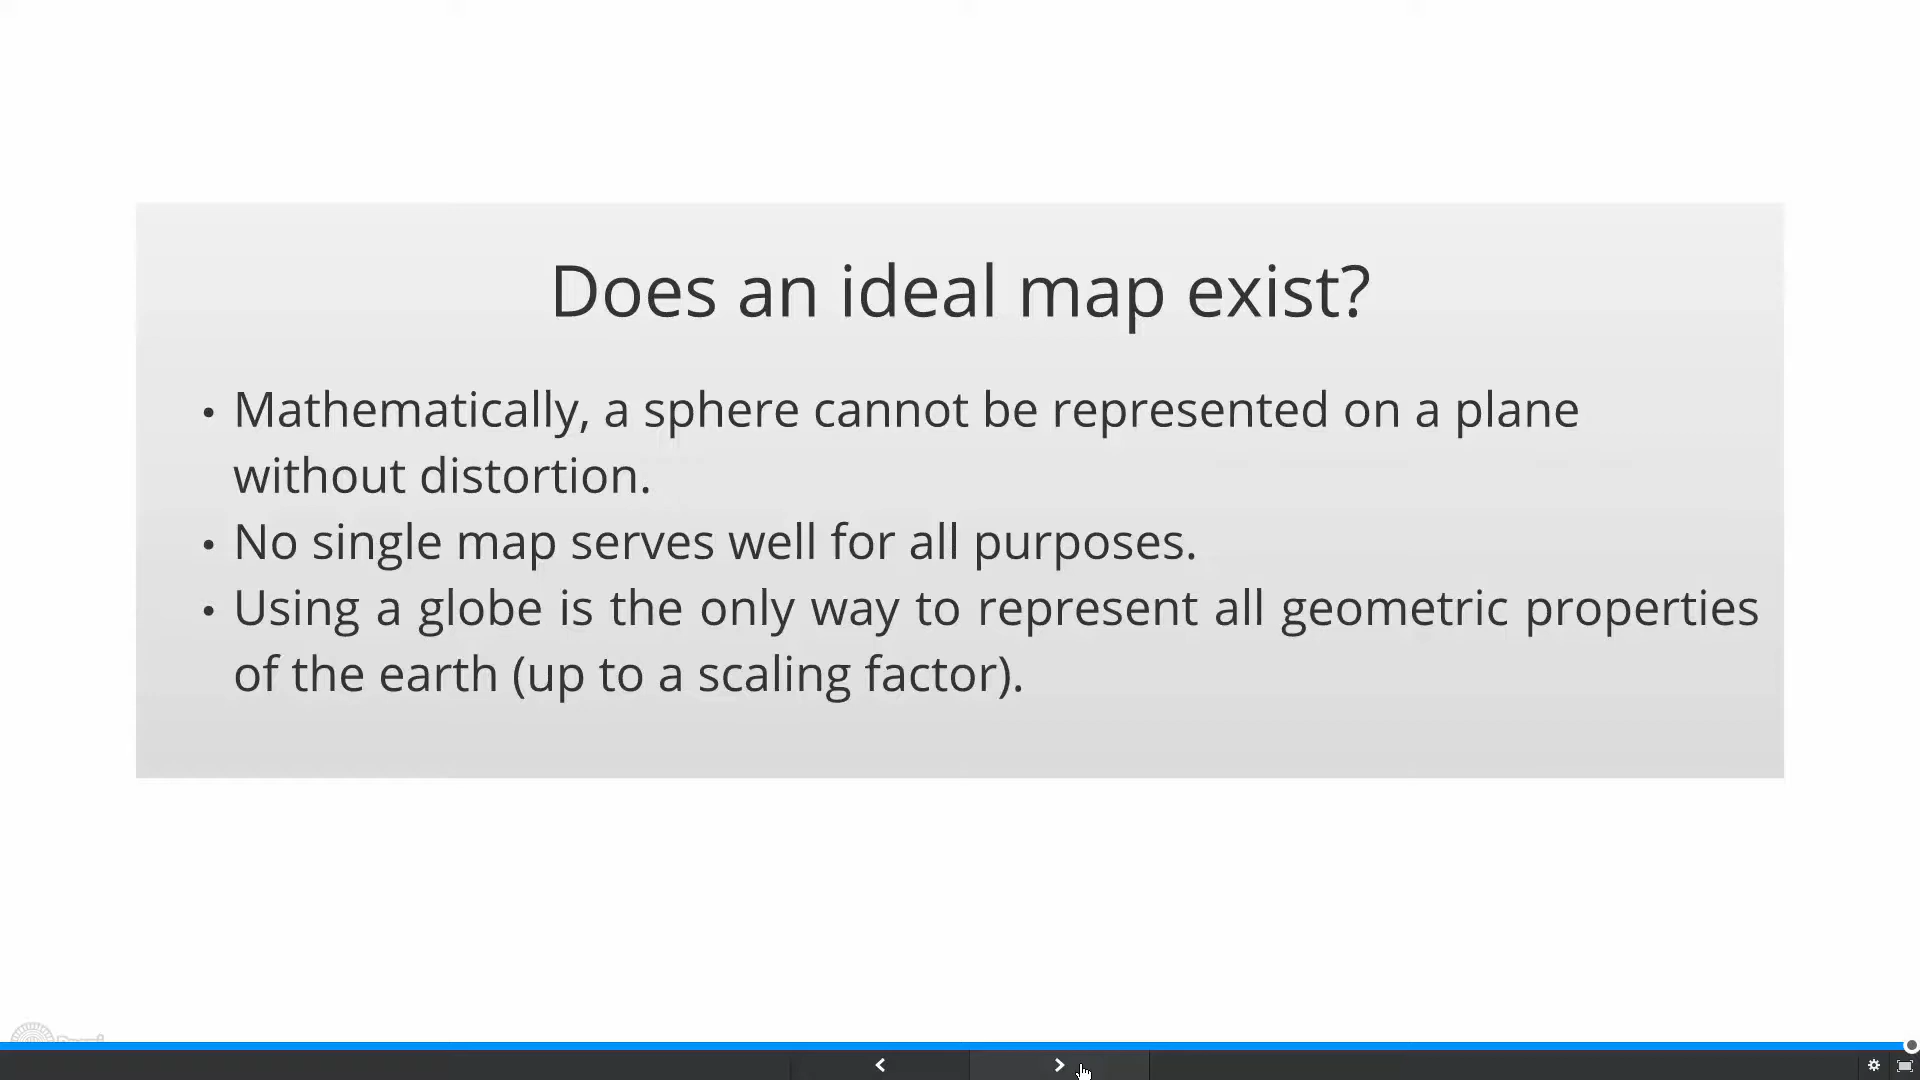 Does an ideal map exist?
• Mathematically, a sphere cannot be represented on a plane
without distortion.
• No single map serves well for all purposes.
• Using a globe is the only way to represent all geometric properties
of the earth (up to a scaling factor).